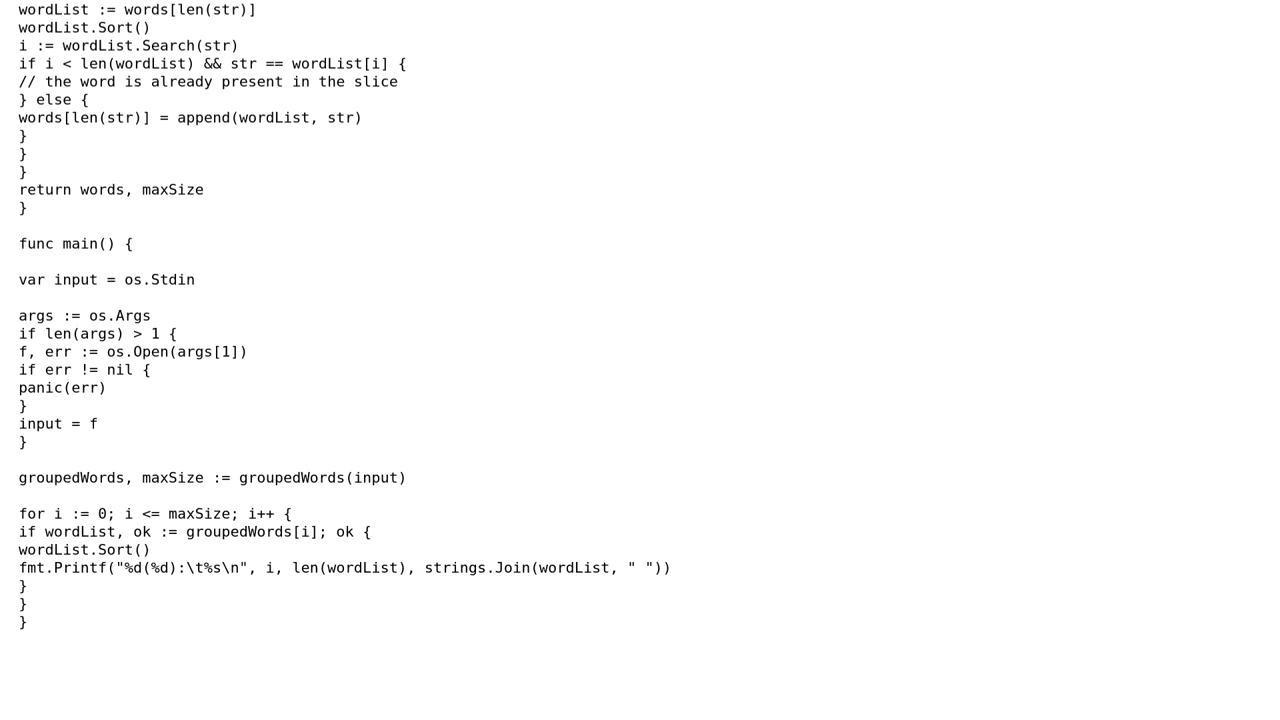 wordList := words[len(str)]
wordList.Sort()
i := wordList.Search(str)
if i < len(wordList) && str == wordList[i] {
// the word is already present in the slice
} else {
words[len(str)] = append(wordList, str)
}
}
}
return words, maxSize
}

func main() {

var input = os.Stdin

args := os.Args
if len(args) > 1 {
f, err := os.Open(args[1])
if err != nil {
panic(err)
}
input = f
}

groupedWords, maxSize := groupedWords(input)

for i := 0; i <= maxSize; i++ {
if wordList, ok := groupedWords[i]; ok {
wordList.Sort()
fmt.Printf("%d(%d):\t%s\n", i, len(wordList), strings.Join(wordList, " "))
}
}
}